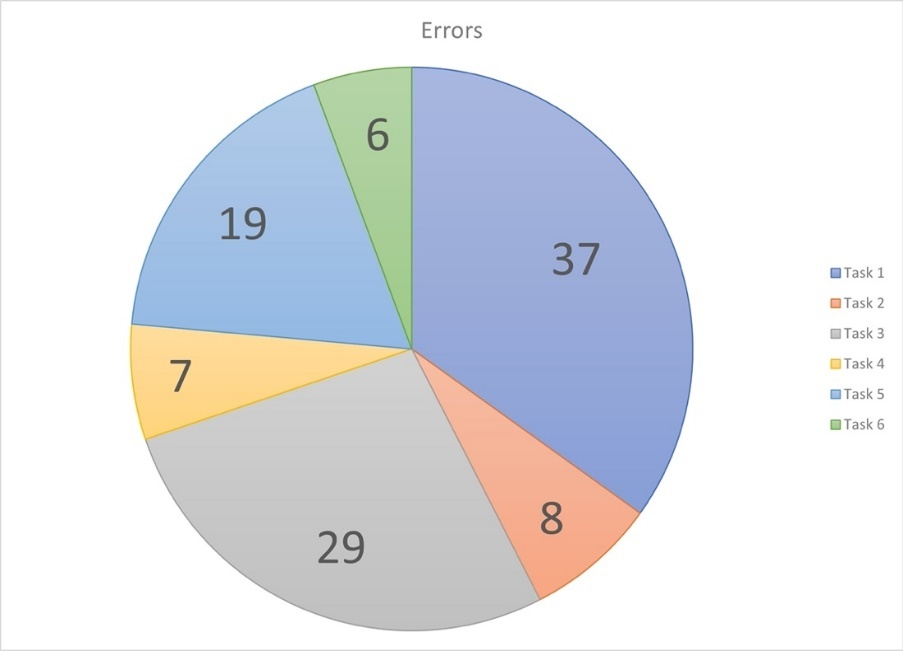 Errors
6
37
19
7
8
29
Task 1
Task 2
Task 3
Task 4
Task 5
Task 6